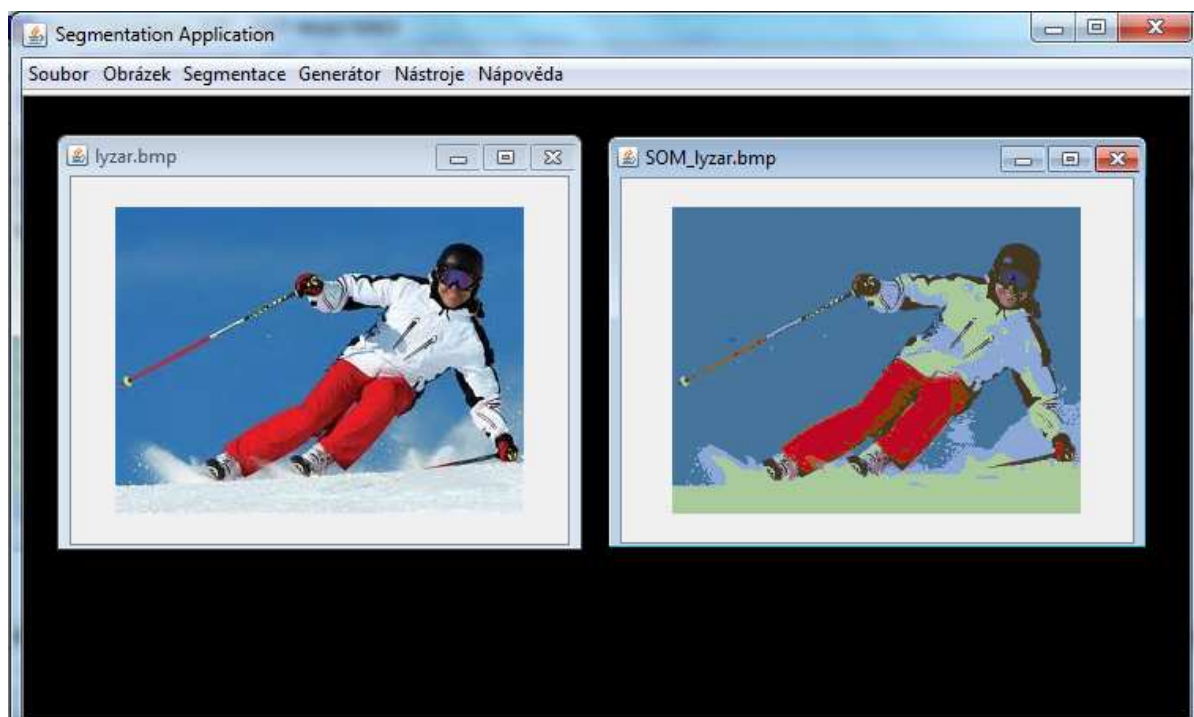 Segmentation Application
Soubor Obrázek Segmentace Generátor Nástroje Nápověda
lyzar.bmp
SOM_lyzar.bmp